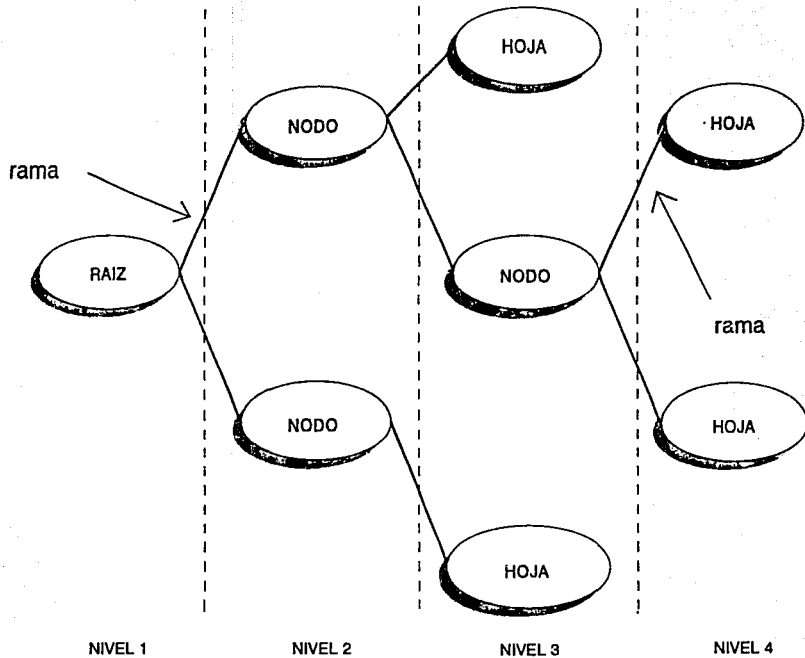 HOJA
NODO
HOJA
rama
RAIZ
NODO
rama
NODO
HOJA
HOJA
NIVEL 1
NIVEL 2
NIVEL 3
NIVEL 4